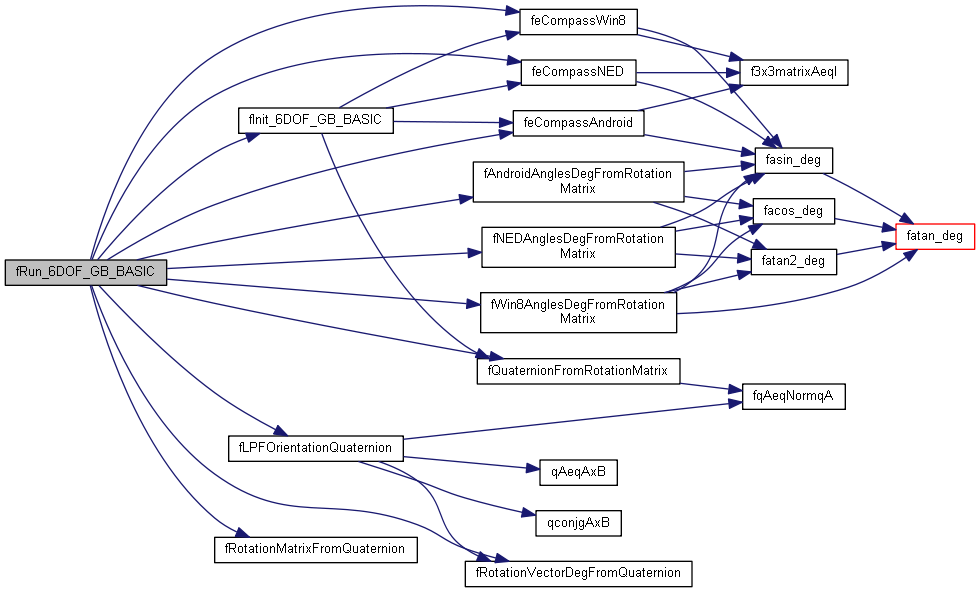 feCompassWin8
f3x3matrixAeqI
feCompassNED
fInit_6DOF_GB_BASIC
feCompassAndroid
fasin_deg
fAndroidAnglesDegFromRotation
Matrix
facos_deg
fatan_deg
fNEDAnglesDegFromRotation
Matrix
fatan2_deg
fRun_6DOF_GB_BASIC
fWin8AnglesDegFromRotation
Matrix
fQuaternionFromRotationMatrix
fqAeqNormqA
fLPFOrientationQuaternion
qAeqAxB
qconjgAxB
fRotationMatrixFromQuaternion
fRotationVectorDegFromQuaternion